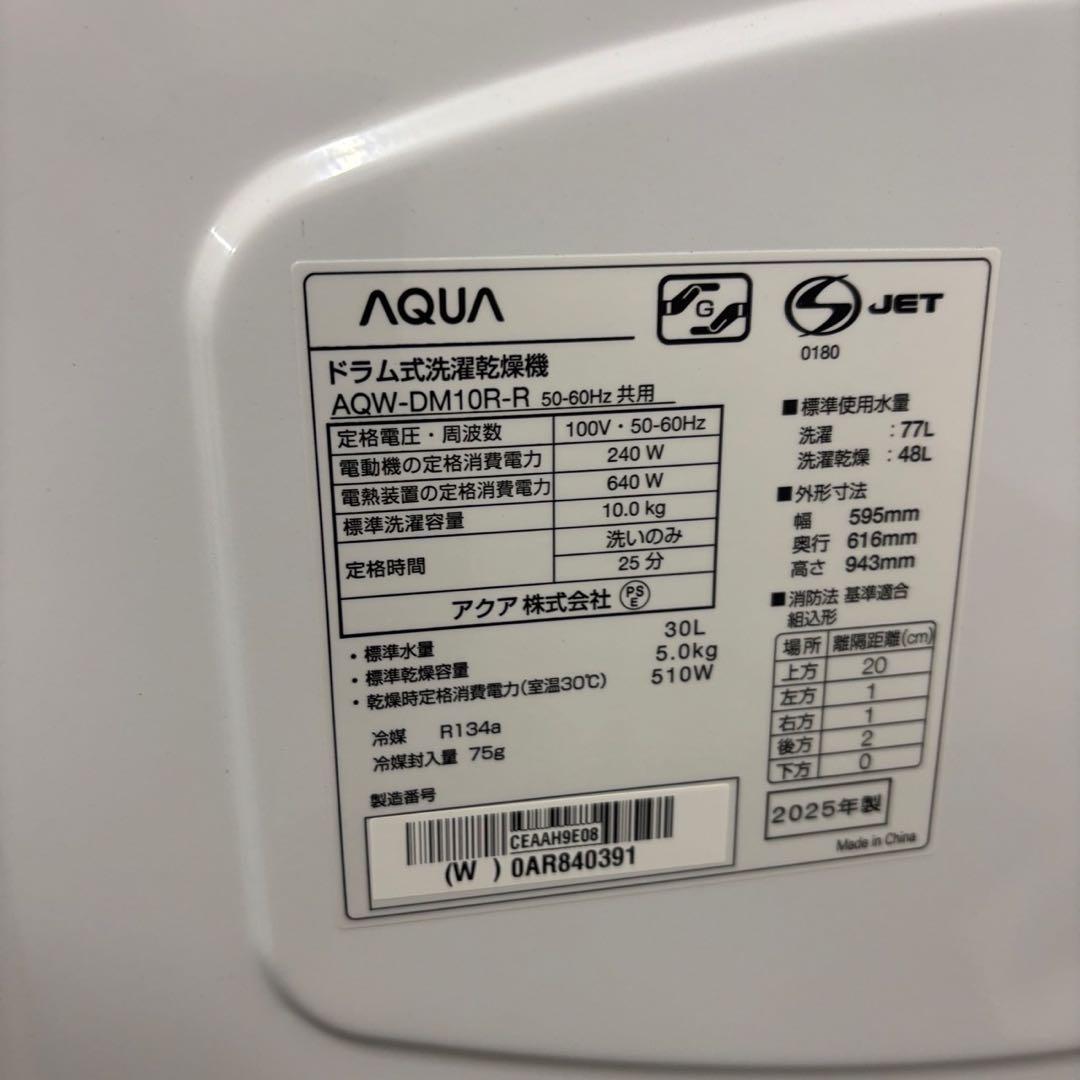 AQUA
G
S JET
0180
ドラム式洗濯乾燥機
AQW-DM10R-R 50-60Hz 共用
定格電圧・周波数 100V・50-60Hz
電動機の定格消費電力 240 W
電熱装置の定格消費電力 640 W
標準洗濯容量 10.0 kg
定格時間 洗いのみ
25 分
アクア 株式会社 PSE
・標準水量 30L
・標準乾燥容量 5.0kg
・乾燥時定格消費電力(室温30℃) 510W
冷媒 R134a
冷媒封入量 75g
製造番号
CEAAH9E08
(W ) 0AR840391
■標準使用水量
洗濯 :77L
洗濯乾燥 :48L
■外形寸法
幅 595mm
奥行 616mm
高さ 943mm
■消防法 基準適合
組込形
場所 離隔距離(cm)
上方 20
左方 1
右方 1
後方 2
下方 0
2025年製
Made in China